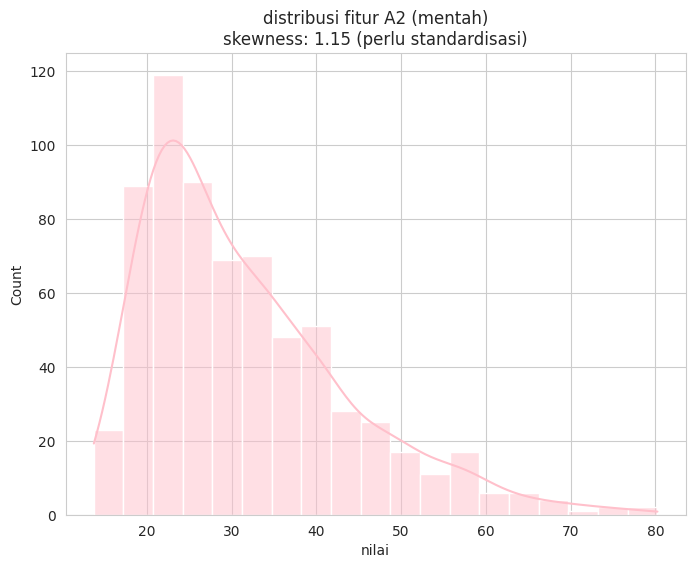 distribusi fitur A2 (mentah)
skewness: 1.15 (perlu standardisasi)
120
100
80
60
40
20
0
Count
20 30 40 50 60 70 80
nilai